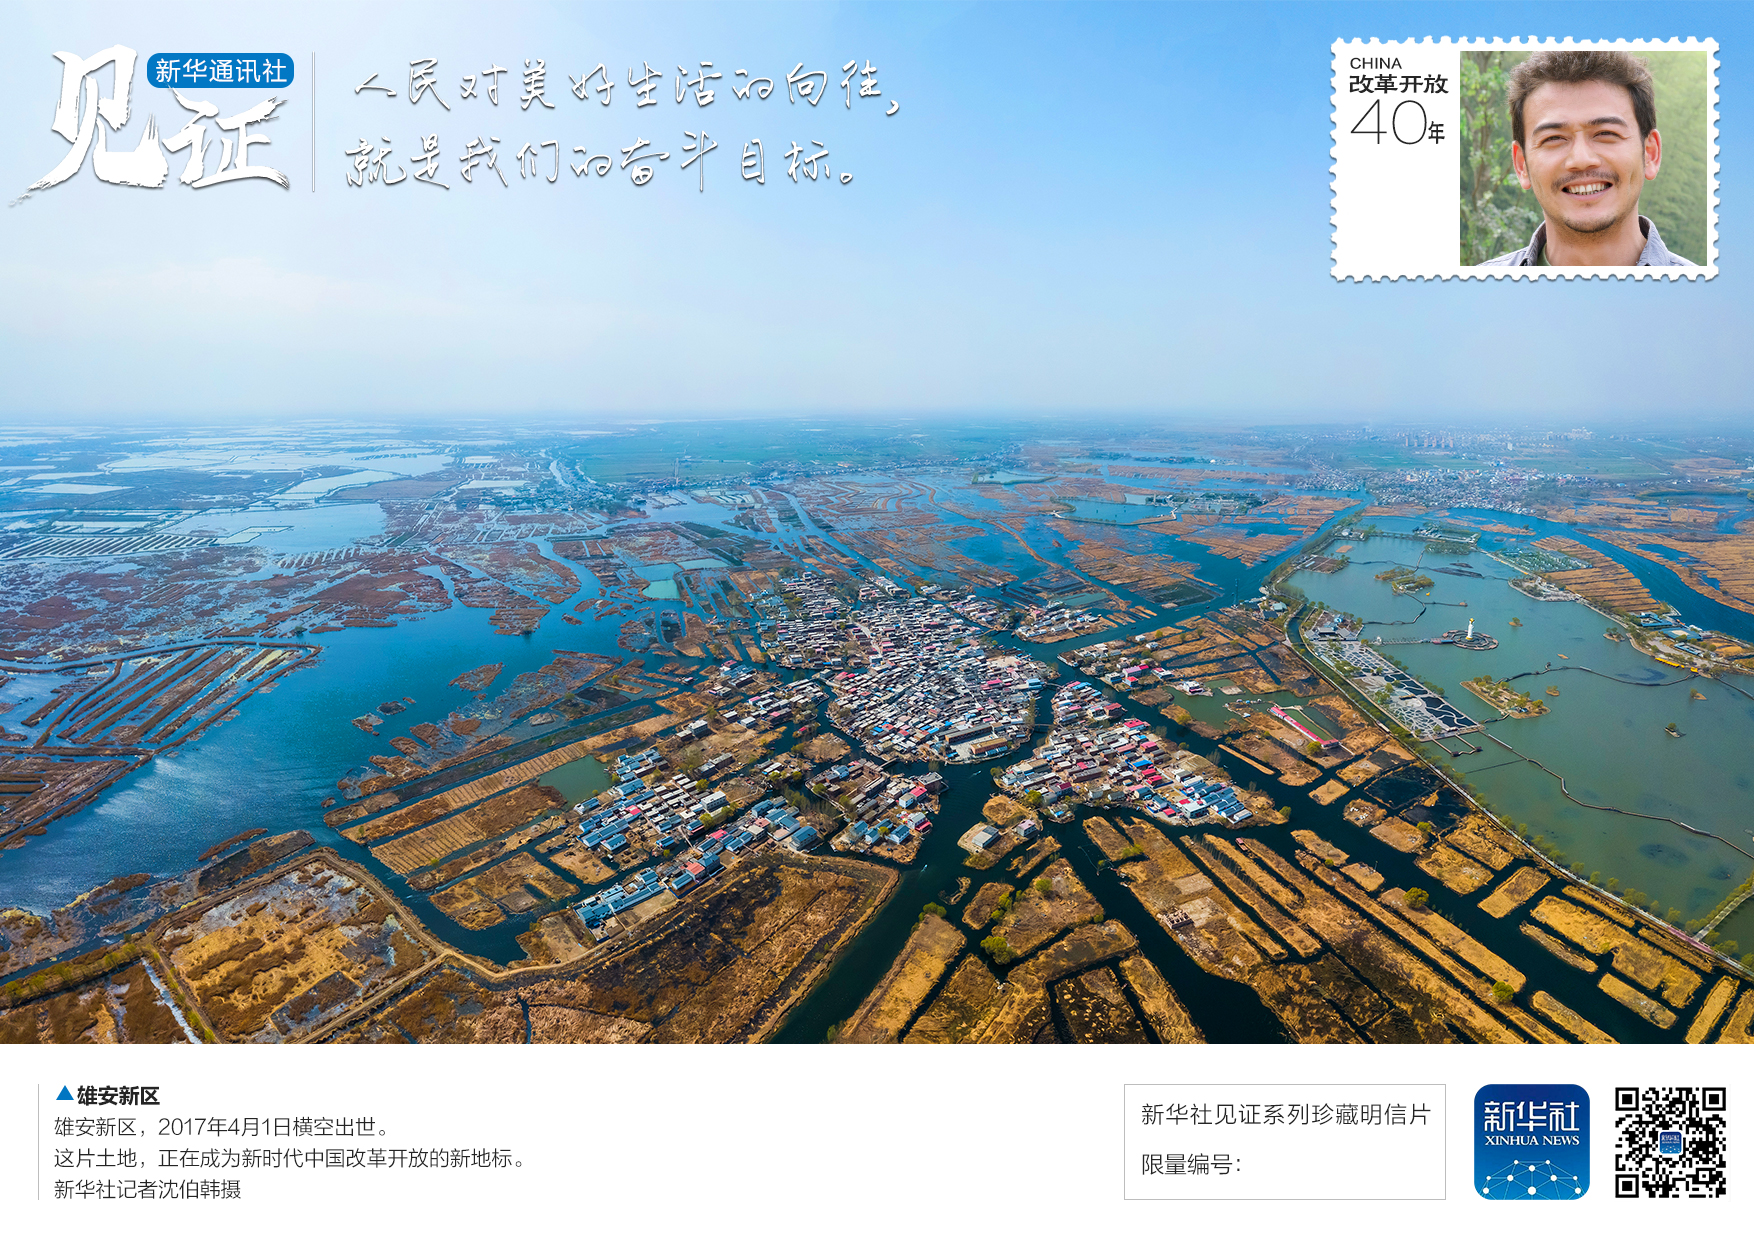 见证
新华通讯社
人民对美好生活的向往，
就是我们的奋斗目标。
CHINA
改革开放
40年
▲雄安新区
雄安新区，2017年4月1日横空出世。
这片土地，正在成为新时代中国改革开放的新地标。
新华社记者沈伯韩摄
新华社见证系列珍藏明信片
限量编号：
新华社
XINHUA NEWS